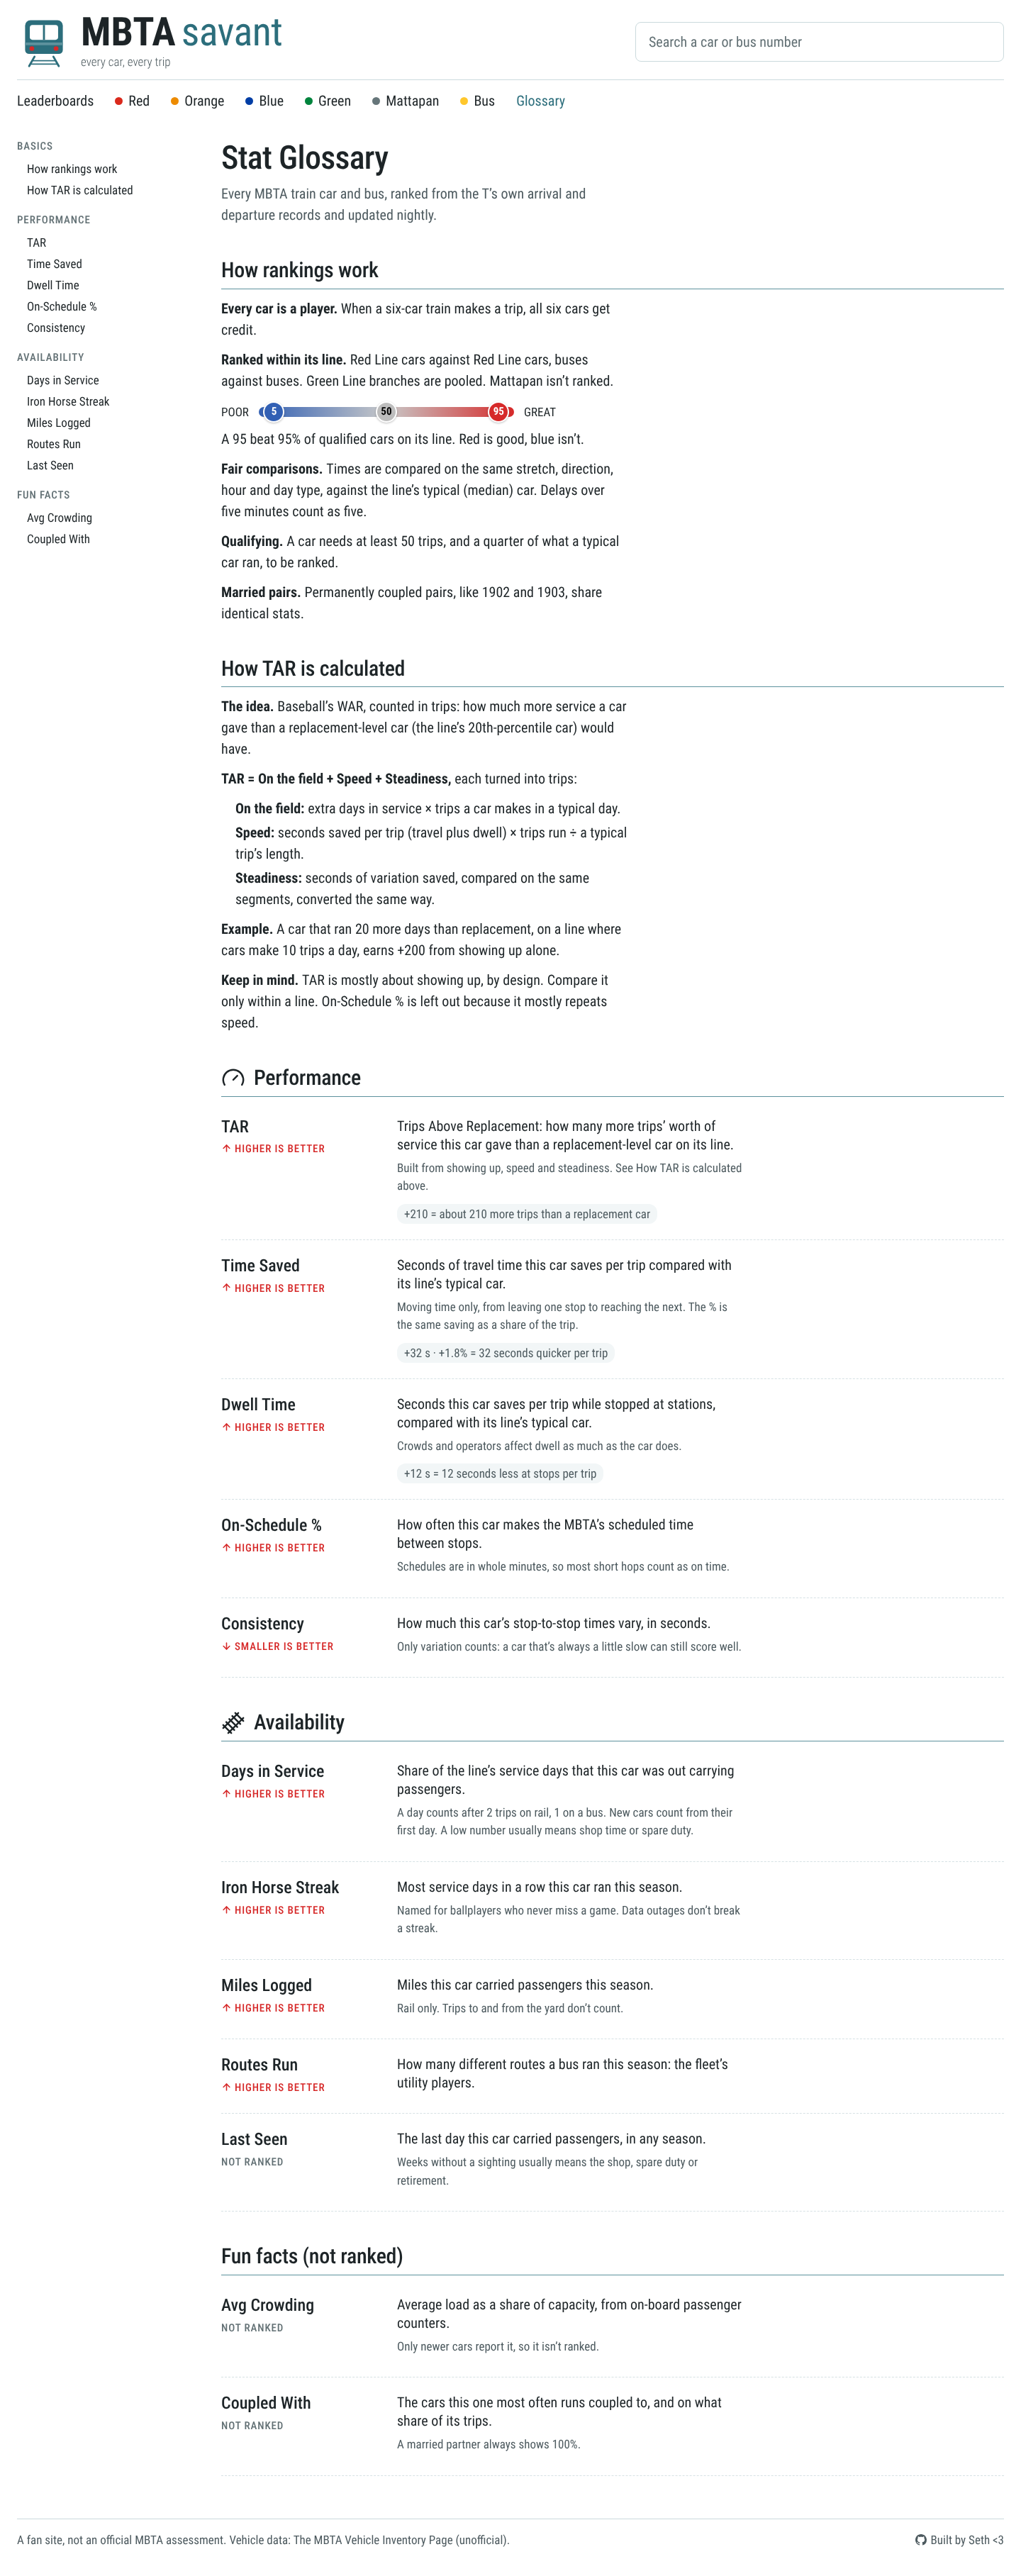 MBTA savant
every car, every trip
Search a car or bus number
Leaderboards Red Orange Blue Green Mattapan Bus Glossary
BASICS
How rankings work
How TAR is calculated
PERFORMANCE
TAR
Time Saved
Dwell Time
On-Schedule %
Consistency
AVAILABILITY
Days in Service
Iron Horse Streak
Miles Logged
Routes Run
Last Seen
FUN FACTS
Avg Crowding
Coupled With
Stat Glossary
Every MBTA train car and bus, ranked from the T's own arrival and
departure records and updated nightly.
How rankings work
Every car is a player. When a six-car train makes a trip, all six cars get
credit.
Ranked within its line. Red Line cars against Red Line cars, buses
against buses. Green Line branches are pooled. Mattapan isn't ranked.
POOR 5 50 95 GREAT
A 95 beat 95% of qualified cars on its line. Red is good, blue isn't.
Fair comparisons. Times are compared on the same stretch, direction,
hour and day type, against the line's typical (median) car. Delays over
five minutes count as five.
Qualifying. A car needs at least 50 trips, and a quarter of what a typical
car ran, to be ranked.
Married pairs. Permanently coupled pairs, like 1902 and 1903, share
identical stats.
How TAR is calculated
The idea. Baseball's WAR, counted in trips: how much more service a car
gave than a replacement-level car (the line's 20th-percentile car) would
have.
TAR = On the field + Speed + Steadiness, each turned into trips:
On the field: extra days in service × trips a car makes in a typical day.
Speed: seconds saved per trip (travel plus dwell) × trips run ÷ a typical
trip's length.
Steadiness: seconds of variation saved, compared on the same
segments, converted the same way.
Example. A car that ran 20 more days than replacement, on a line where
cars make 10 trips a day, earns +200 from showing up alone.
Keep in mind. TAR is mostly about showing up, by design. Compare it
only within a line. On-Schedule % is left out because it mostly repeats
speed.
Performance
TAR
↑ HIGHER IS BETTER
Trips Above Replacement: how many more trips' worth of
service this car gave than a replacement-level car on its line.
Built from showing up, speed and steadiness. See How TAR is calculated
above.
+210 = about 210 more trips than a replacement car
Time Saved
↑ HIGHER IS BETTER
Seconds of travel time this car saves per trip compared with
its line's typical car.
Moving time only, from leaving one stop to reaching the next. The % is
the same saving as a share of the trip.
+32 s · +1.8% = 32 seconds quicker per trip
Dwell Time
↑ HIGHER IS BETTER
Seconds this car saves per trip while stopped at stations,
compared with its line's typical car.
Crowds and operators affect dwell as much as the car does.
+12 s = 12 seconds less at stops per trip
On-Schedule %
↑ HIGHER IS BETTER
How often this car makes the MBTA's scheduled time
between stops.
Schedules are in whole minutes, so most short hops count as on time.
Consistency
↓ SMALLER IS BETTER
How much this car's stop-to-stop times vary, in seconds.
Only variation counts: a car that's always a little slow can still score well.
Availability
Days in Service
↑ HIGHER IS BETTER
Share of the line's service days that this car was out carrying
passengers.
A day counts after 2 trips on rail, 1 on a bus. New cars count from their
first day. A low number usually means shop time or spare duty.
Iron Horse Streak
↑ HIGHER IS BETTER
Most service days in a row this car ran this season.
Named for ballplayers who never miss a game. Data outages don't break
a streak.
Miles Logged
↑ HIGHER IS BETTER
Miles this car carried passengers this season.
Rail only. Trips to and from the yard don't count.
Routes Run
↑ HIGHER IS BETTER
How many different routes a bus ran this season: the fleet's
utility players.
Last Seen
NOT RANKED
The last day this car carried passengers, in any season.
Weeks without a sighting usually means the shop, spare duty or
retirement.
Fun facts (not ranked)
Avg Crowding
NOT RANKED
Average load as a share of capacity, from on-board passenger
counters.
Only newer cars report it, so it isn't ranked.
Coupled With
NOT RANKED
The cars this one most often runs coupled to, and on what
share of its trips.
A married partner always shows 100%.
A fan site, not an official MBTA assessment. Vehicle data: The MBTA Vehicle Inventory Page (unofficial).
Built by Seth <3